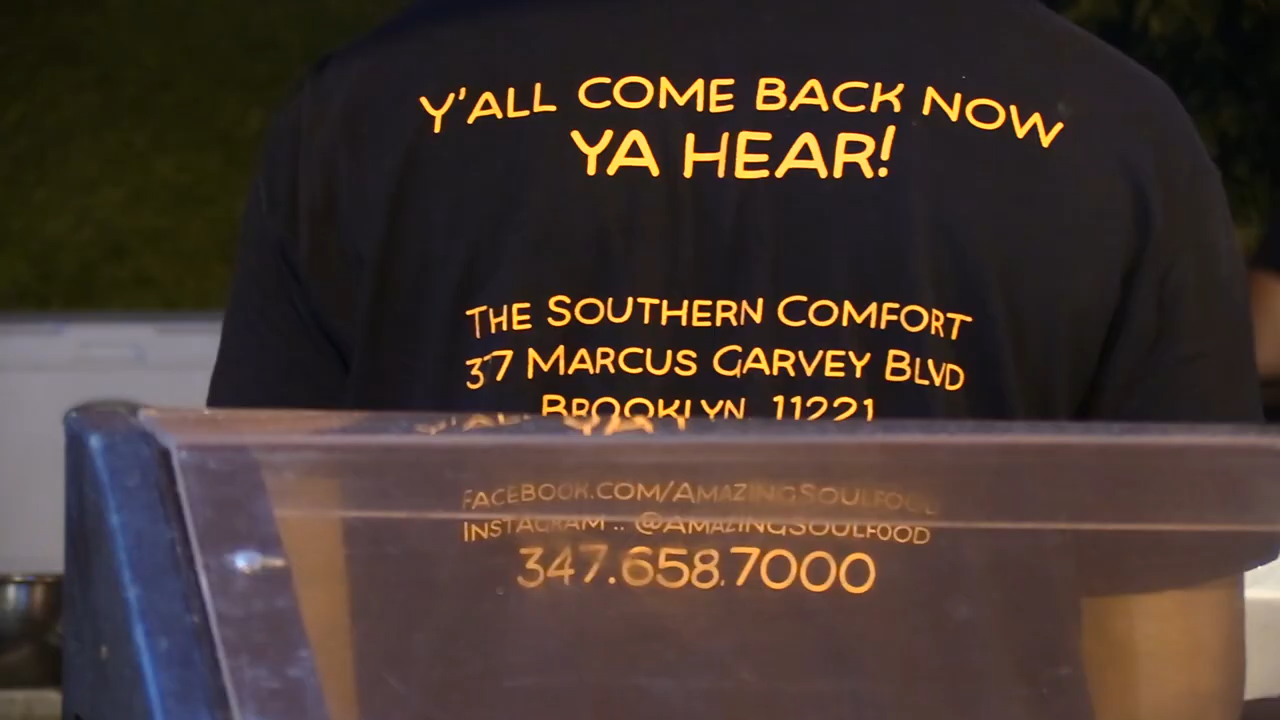 Y'ALL COME BACK NOW
YA HEAR!
THE SOUTHERN COMFORT
37 MARCUS GARVEY BLVD
BROOKLYN 11221
FACEBOOK.COM/AMAZINGSOULFOOD
INSTAGRAM .. @AMAZINGSOULFOOD
347.658.7000